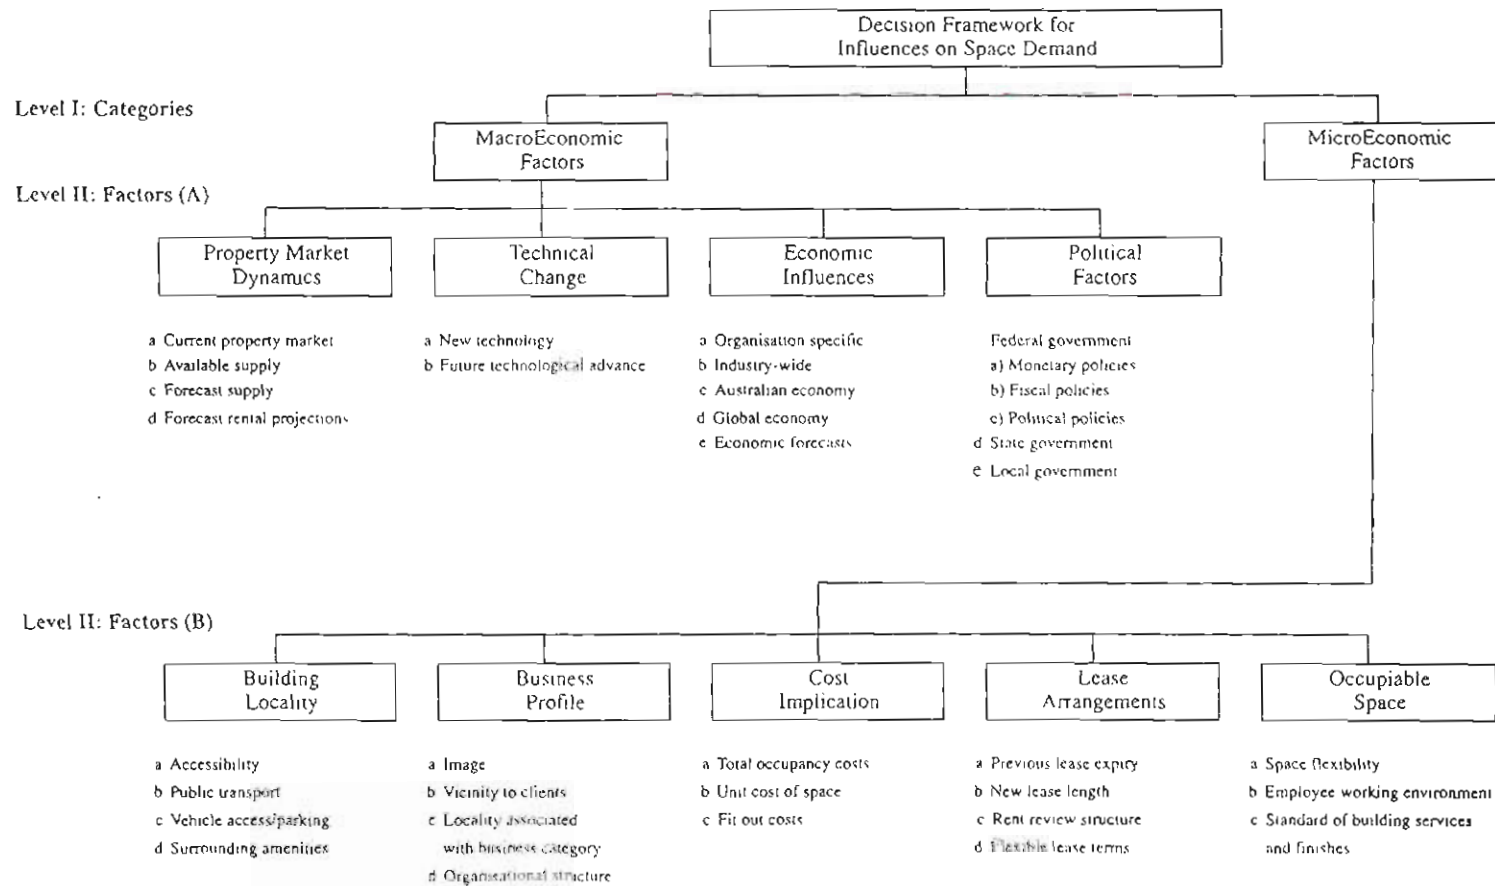 Decision Framework for
Influences on Space Demand
Level I: Categories
MacroEconomic
Factors
MicroEconomic
Factors
Level II: Factors (A)
Property Market
Dynamics
Technical
Change
Economic
Influences
Political
Factors
a Current property market
b Available supply
c Forecast supply
d Forecast rental projections
a New technology
b Future technological advance
a Organisation specific
b Industry-wide
c Australian economy
d Global economy
e Economic forecasts
Federal government
a) Monetary policies
b) Fiscal policies
c) Political policies
d State government
e Local government
Level II: Factors (B)
Building
Locality
Business
Profile
Cost
Implication
Lease
Arrangements
Occupiable
Space
a Accessibility
b Public transport
c Vehicle access/parking
d Surrounding amenities
a Image
b Vicinity to clients
c Locality associated
with business category
d Organisational structure
a Total occupancy costs
b Unit cost of space
c Fit out costs
a Previous lease expiry
b New lease length
c Rent review structure
d Flexible lease terms
a Space flexibility
b Employee working environment
c Standard of building services
and finishes